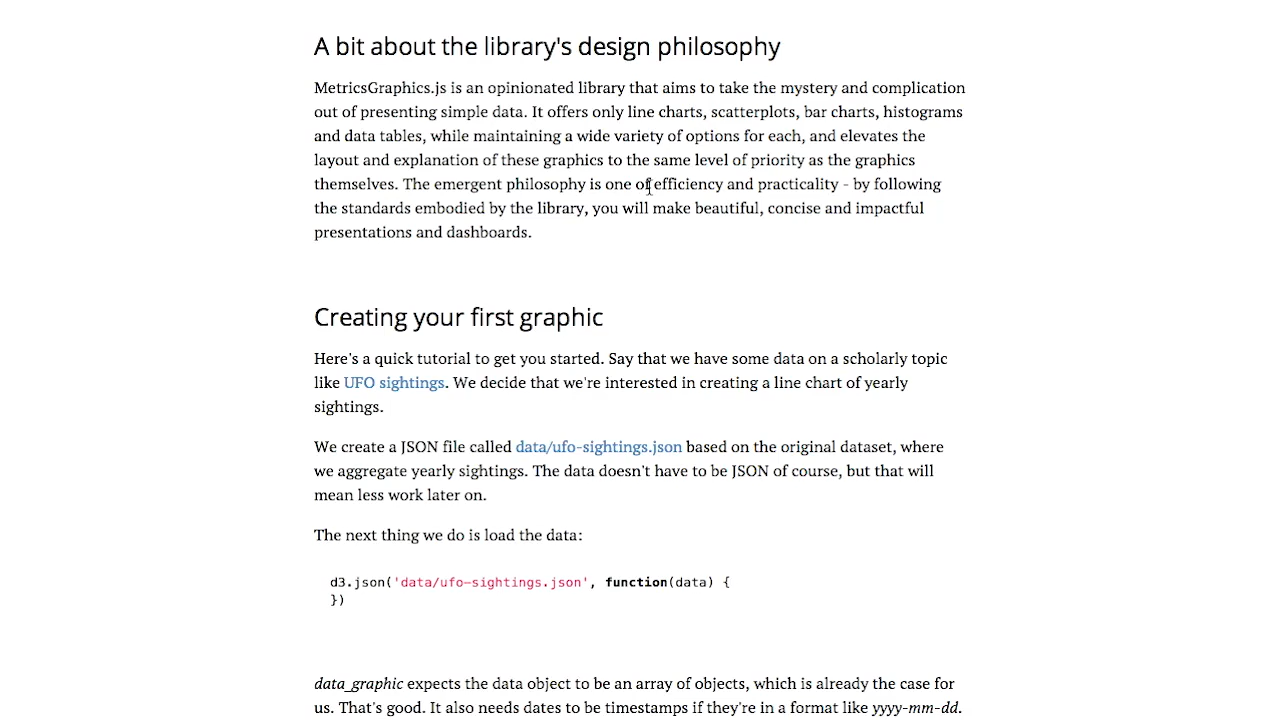 A bit about the library's design philosophy
MetricsGraphics.js is an opinionated library that aims to take the mystery and complication
out of presenting simple data. It offers only line charts, scatterplots, bar charts, histograms
and data tables, while maintaining a wide variety of options for each, and elevates the
layout and explanation of these graphics to the same level of priority as the graphics
themselves. The emergent philosophy is one of efficiency and practicality - by following
the standards embodied by the library, you will make beautiful, concise and impactful
presentations and dashboards.
Creating your first graphic
Here's a quick tutorial to get you started. Say that we have some data on a scholarly topic
like UFO sightings. We decide that we're interested in creating a line chart of yearly
sightings.
We create a JSON file called data/ufo-sightings.json based on the original dataset, where
we aggregate yearly sightings. The data doesn't have to be JSON of course, but that will
mean less work later on.
The next thing we do is load the data:
d3.json('data/ufo-sightings.json', function(data) {
})
data_graphic expects the data object to be an array of objects, which is already the case for
us. That's good. It also needs dates to be timestamps if they're in a format like yyyy-mm-dd.